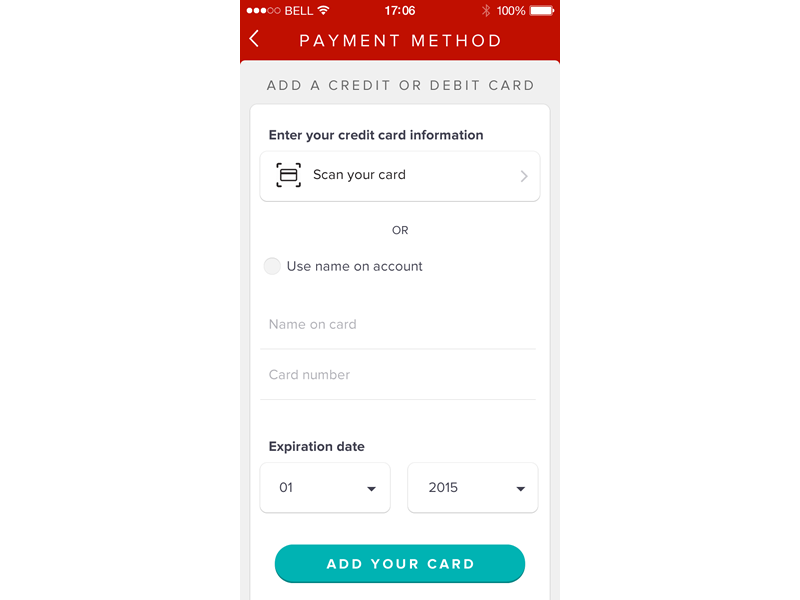 BELL 17:06 100%
PAYMENT METHOD
ADD A CREDIT OR DEBIT CARD
Enter your credit card information
Scan your card
OR
Use name on account
Name on card
Card number
Expiration date
01 2015
ADD YOUR CARD